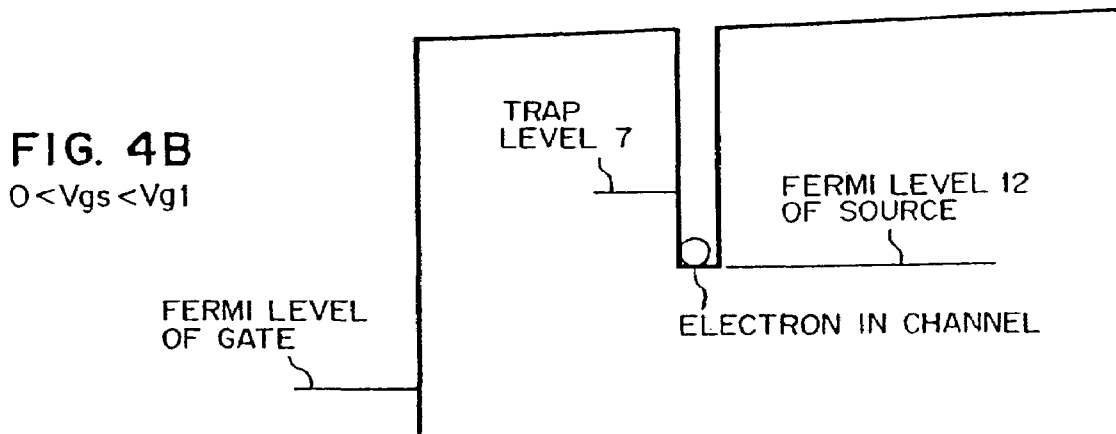 FIG. 4B
0<Vgs<Vg1
TRAP
LEVEL 7
FERMI LEVEL 12
OF SOURCE
FERMI LEVEL
OF GATE
ELECTRON IN CHANNEL